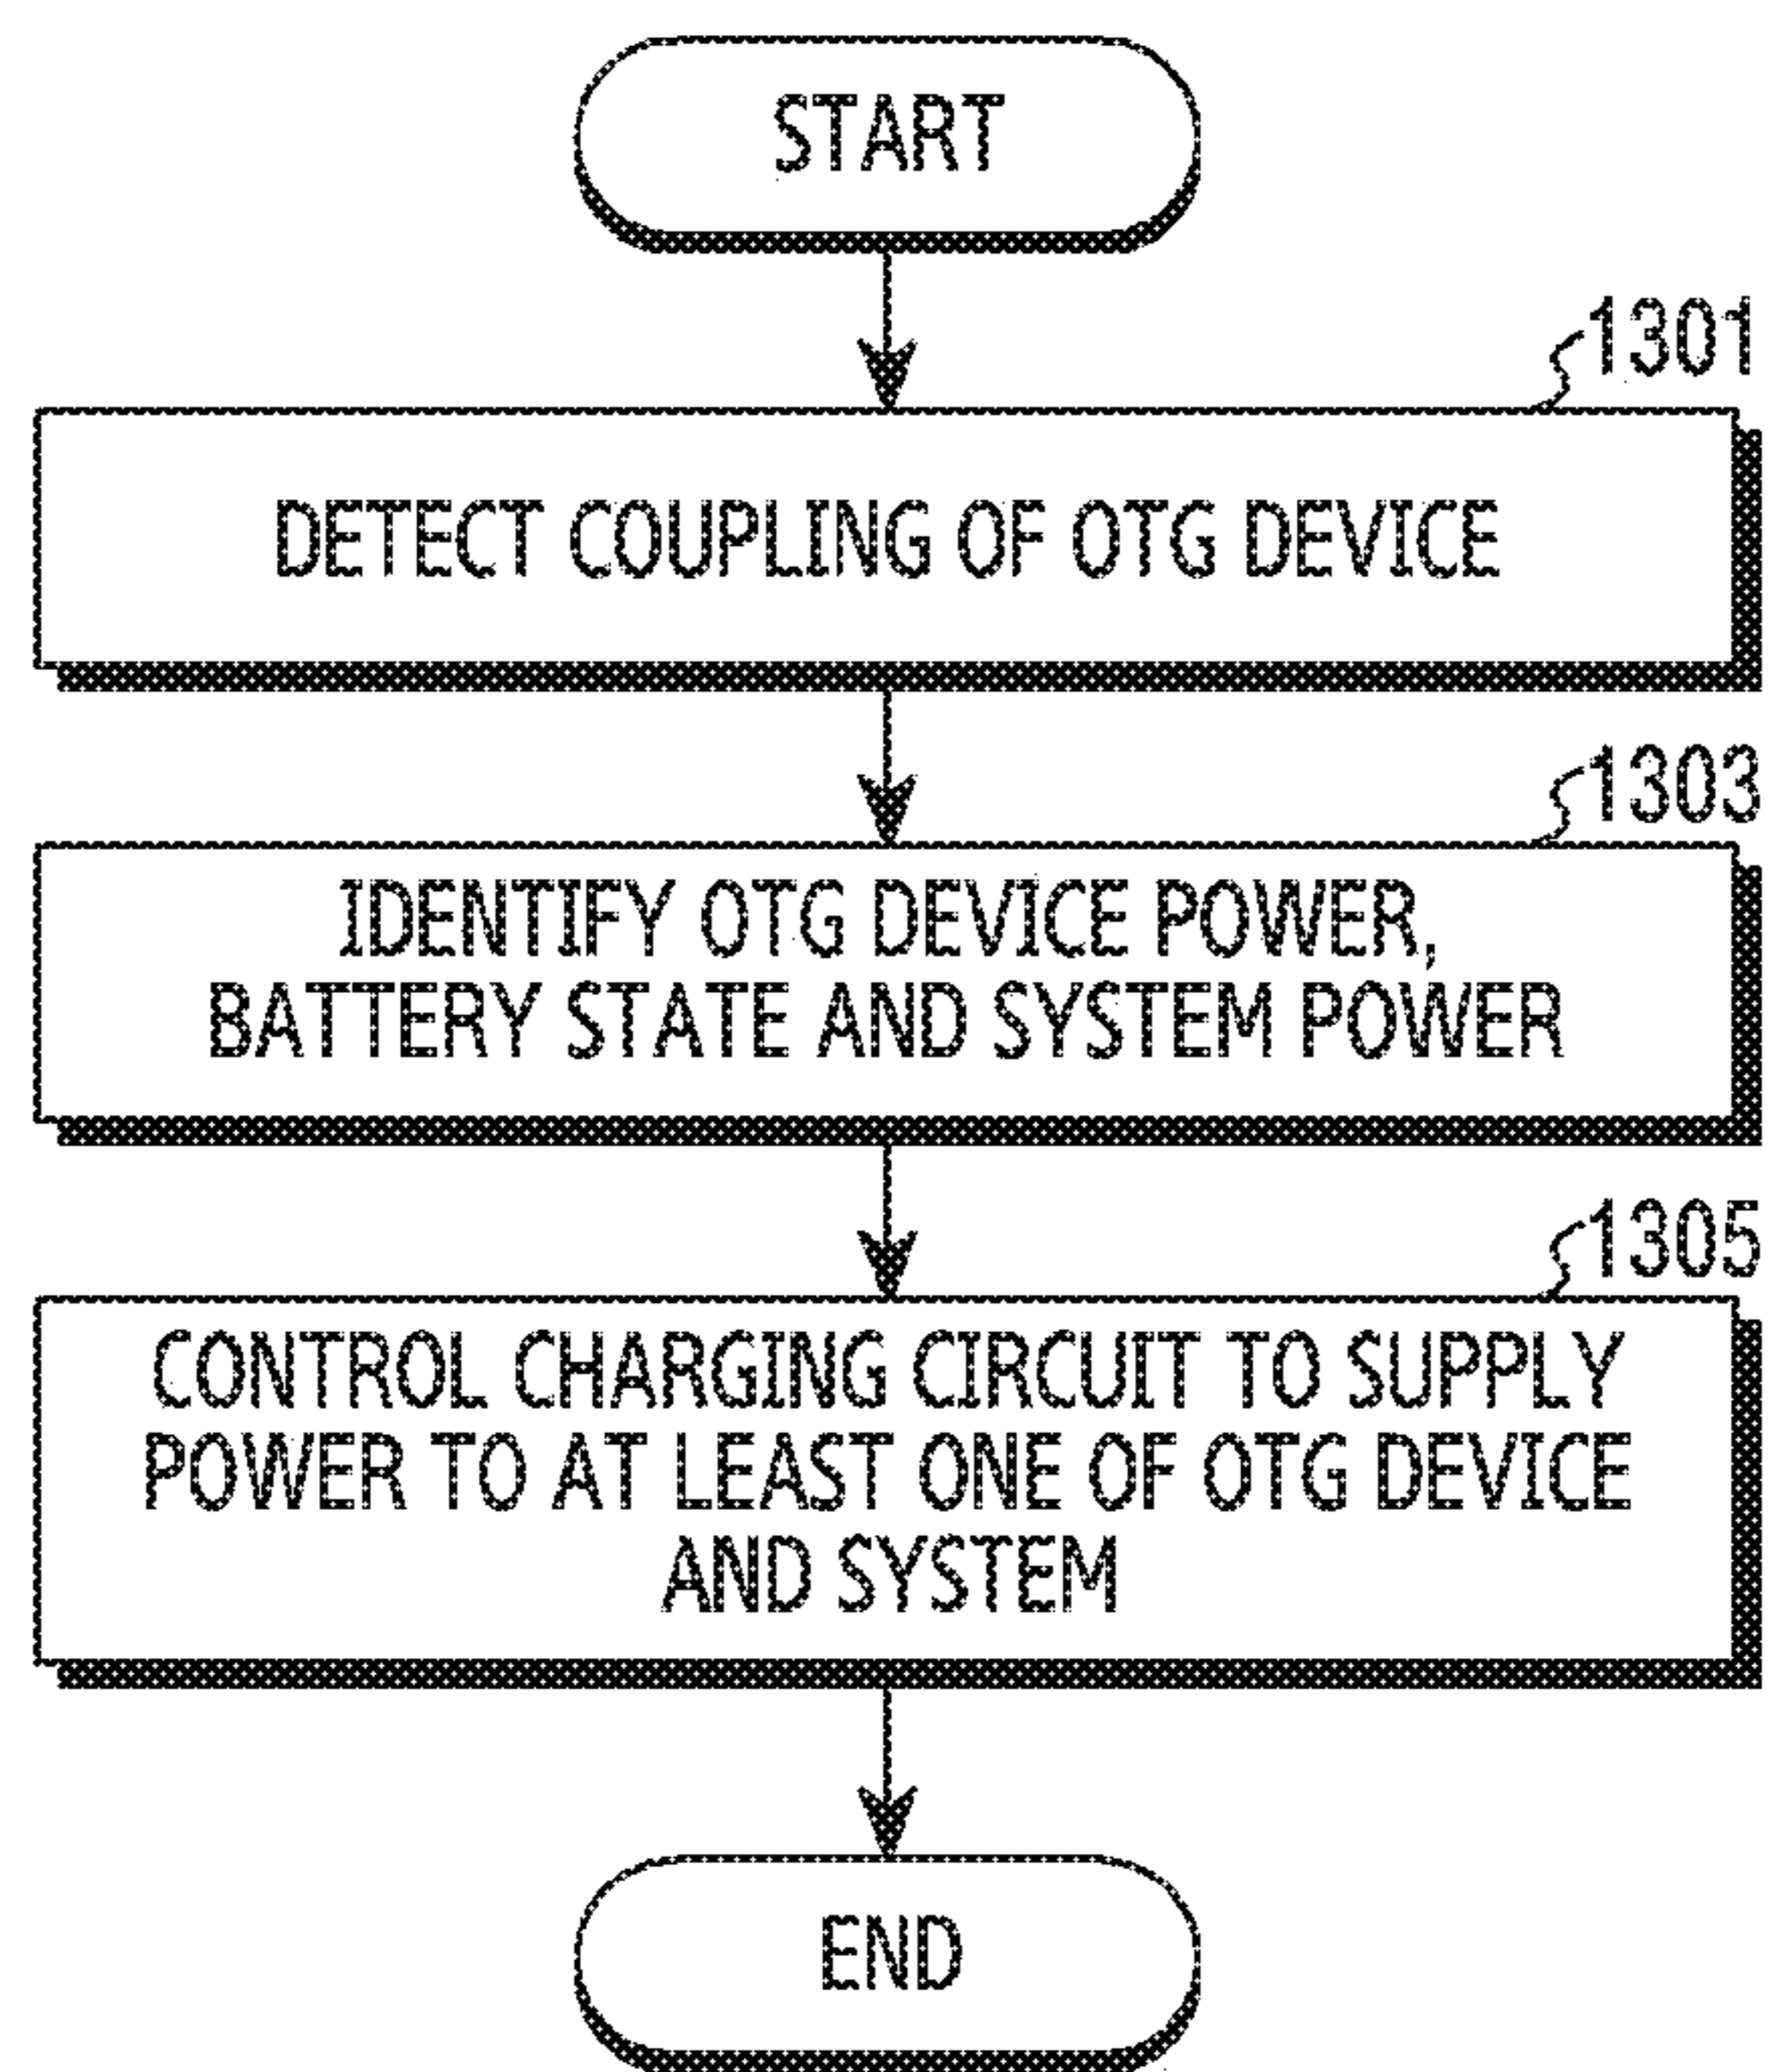 START
1301
DETECT COUPLING OF OTG DEVICE
1303
IDENTIFY OTG DEVICE POWER,
BATTERY STATE AND SYSTEM POWER
1305
CONTROL CHARGING CIRCUIT TO SUPPLY
POWER TO AT LEAST ONE OF OTG DEVICE
AND SYSTEM
END